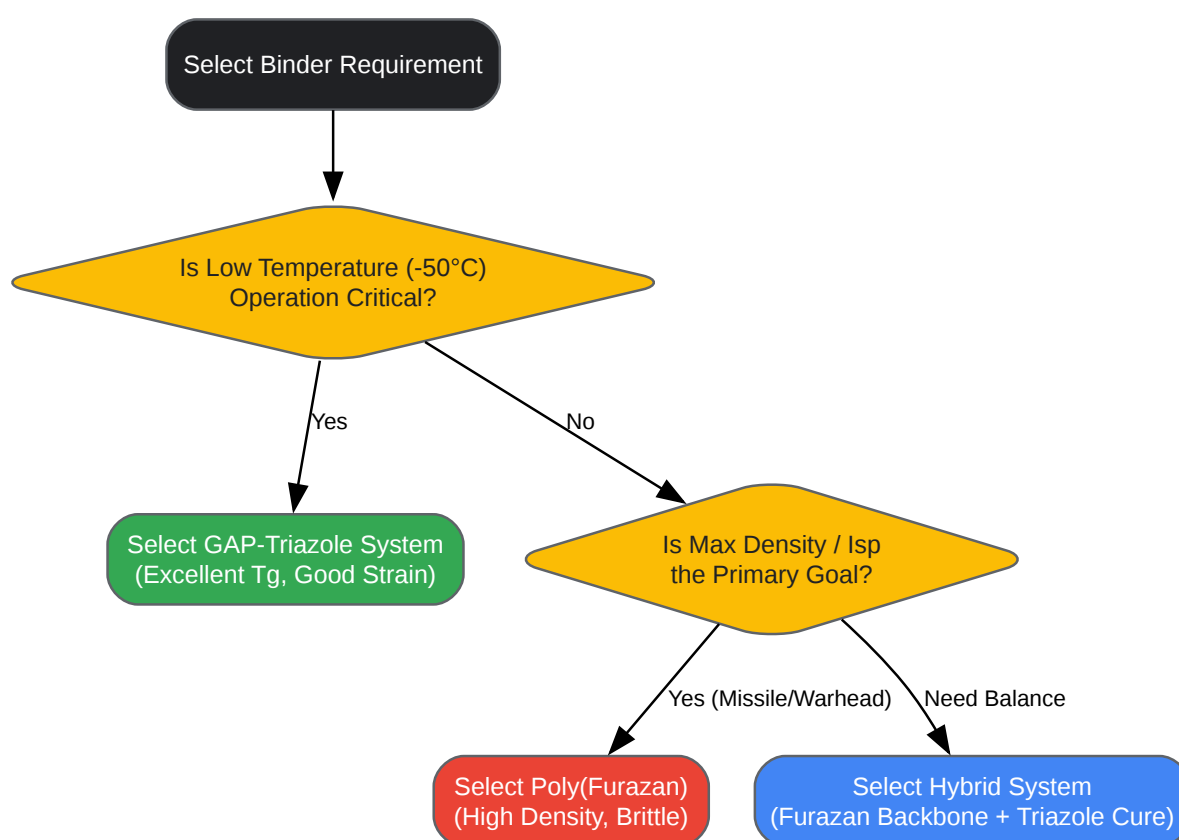 Select Binder Requirement
Is Low Temperature (-50°C)
Operation Critical?
Yes
No
Select GAP-Triazole System
(Excellent Tg, Good Strain)
Is Max Density / Isp
the Primary Goal?
Yes (Missile/Warhead)
Need Balance
Select Poly(Furazan)
(High Density, Brittle)
Select Hybrid System
(Furazan Backbone + Triazole Cure)